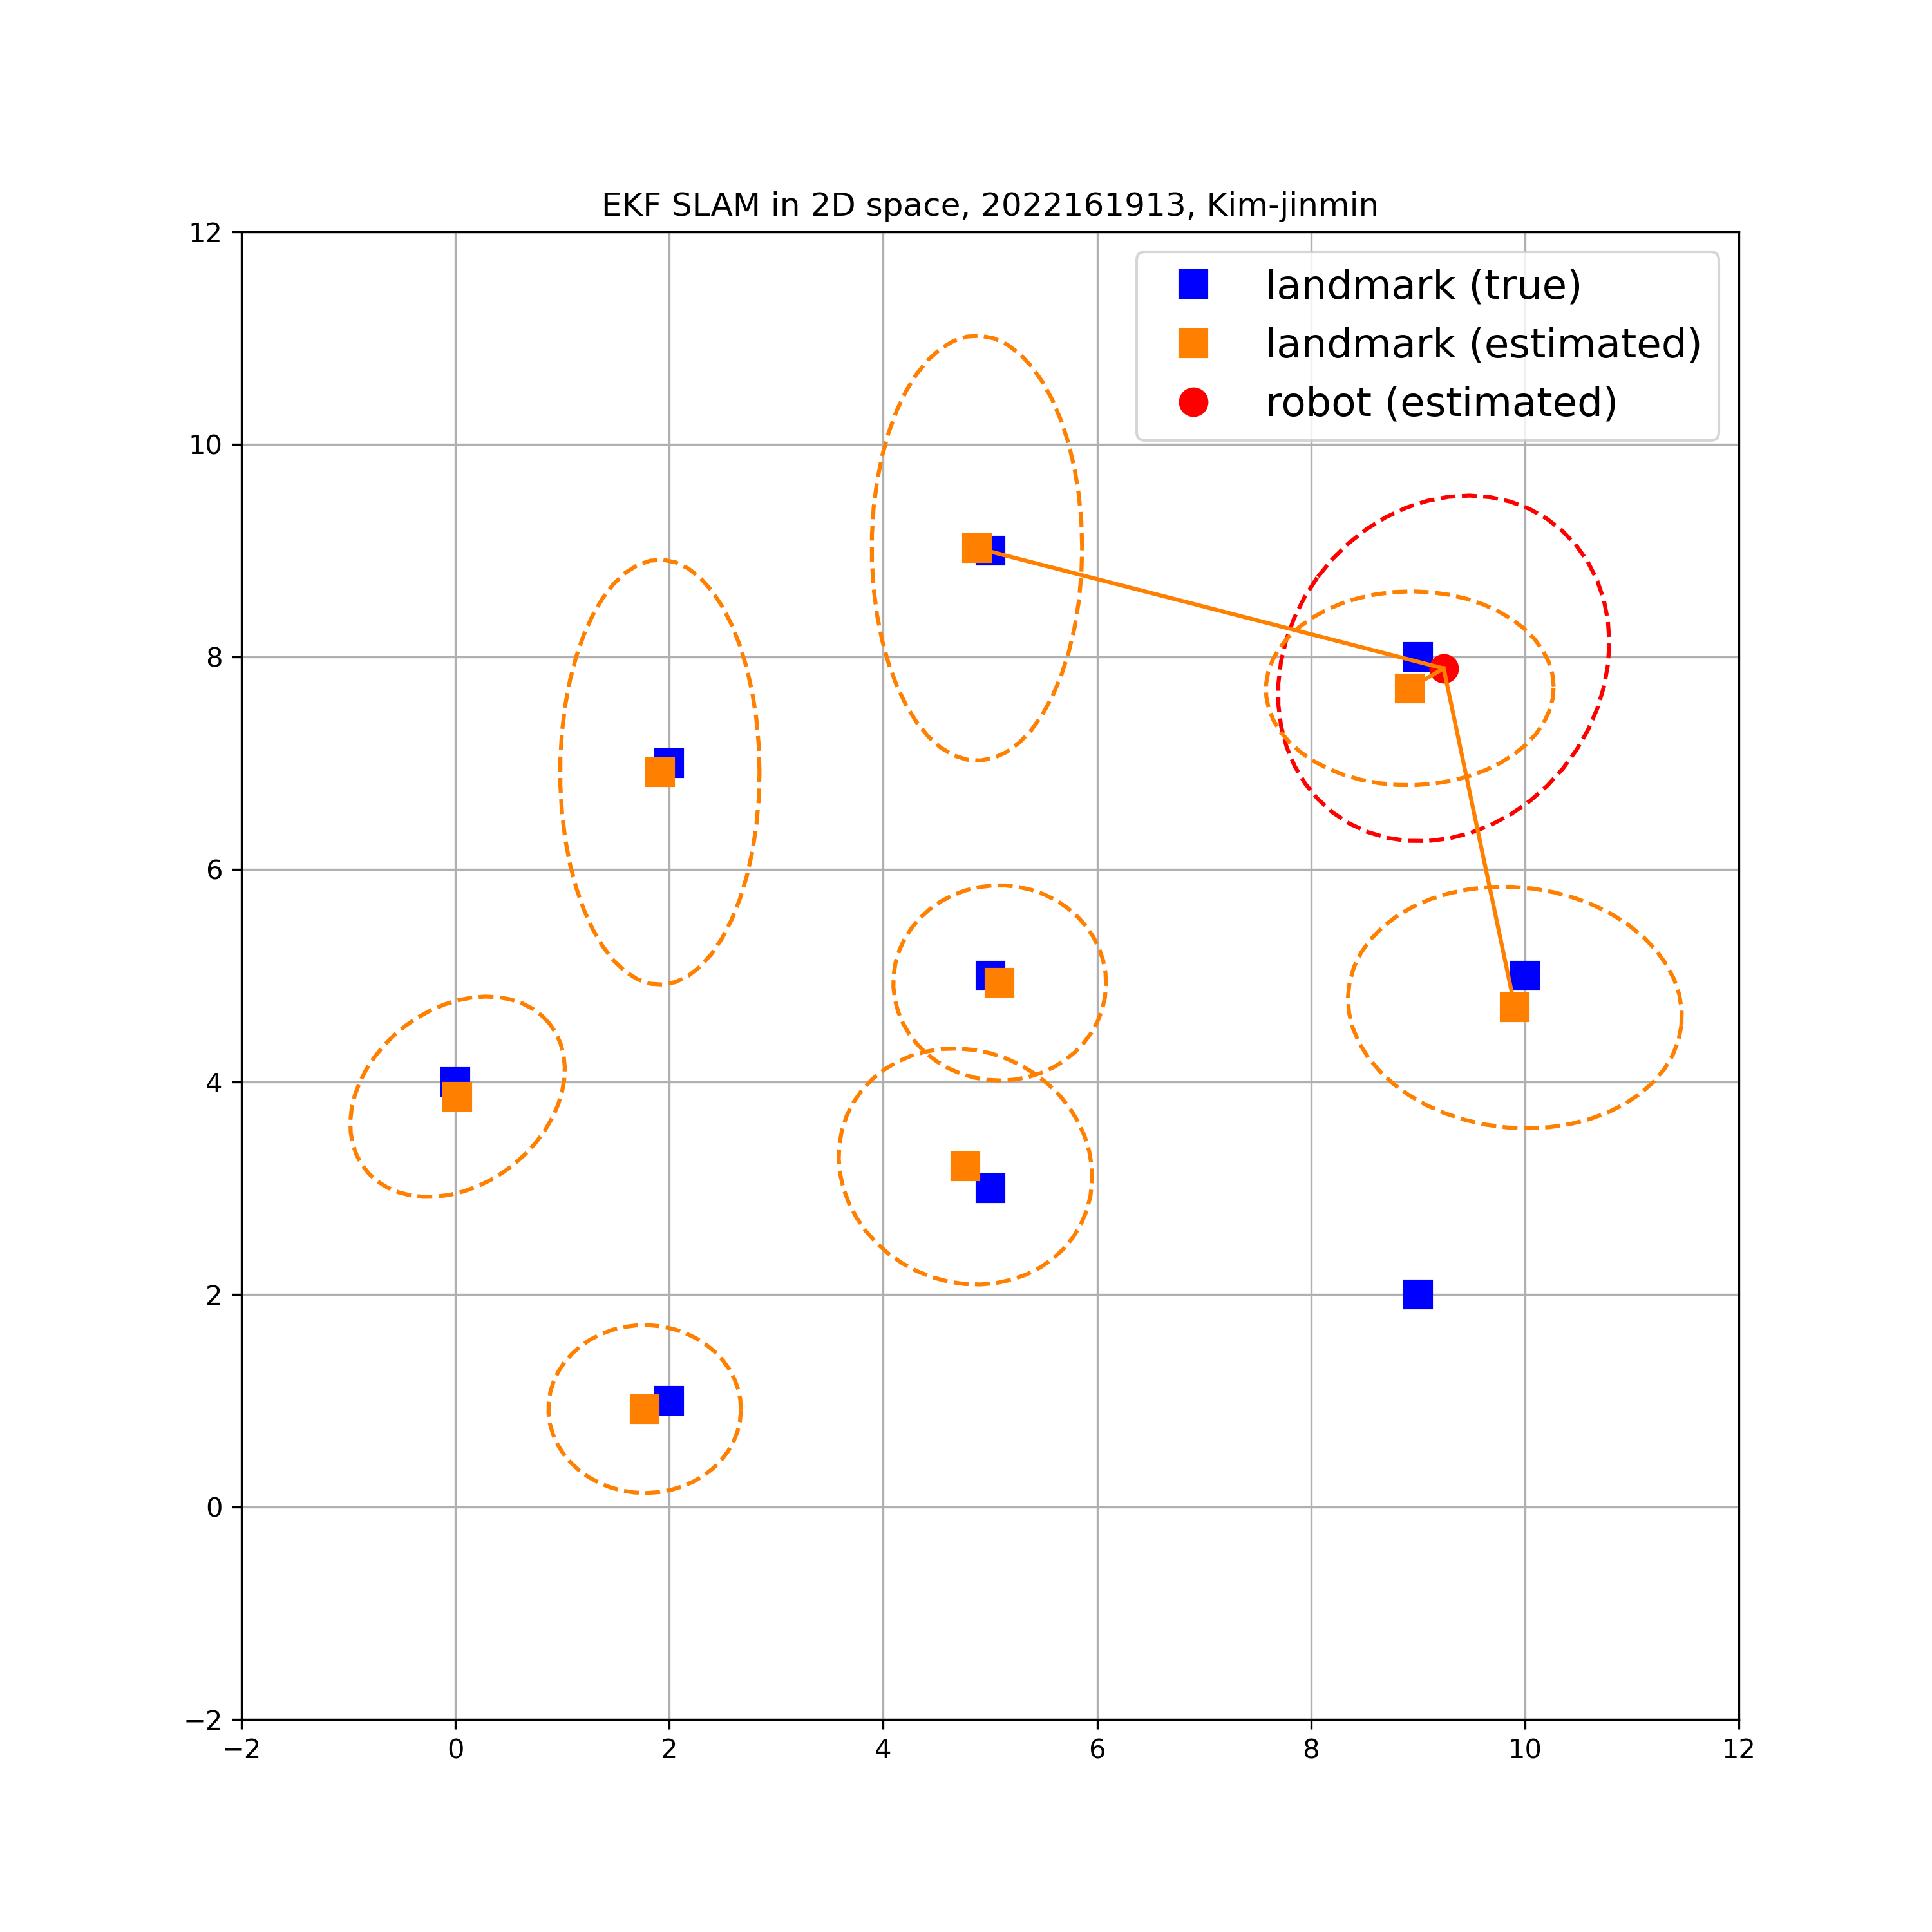 EKF SLAM in 2D space, 2022161913, Kim-jinmin
12
landmark (true)
landmark (estimated)
robot (estimated)
10
8
6
4
2
0
−2
−2 0 2 4 6 8 10 12